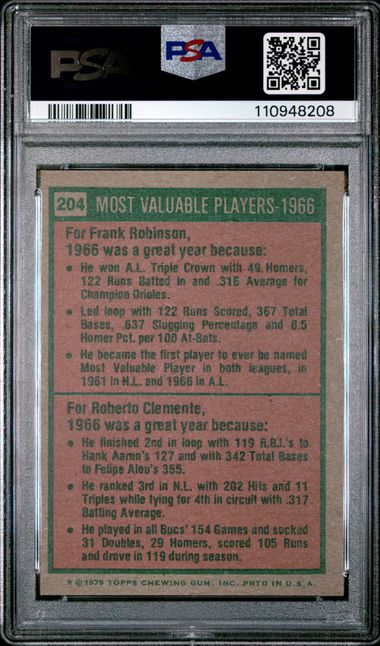 PSA
PSA
110948208
204 MOST VALUABLE PLAYERS-1966
For Frank Robinson,
1966 was a great year because:
• He won A.L. Triple Crown with 49 Homers,
122 Runs Batted in and .316 Average for
Champion Orioles.
• Led loop with 122 Runs Scored, 367 Total
Bases, .637 Slugging Percentage and 8.5
Homer Pct. per 100 At-Bats.
• He became the first player to ever be named
Most Valuable Player in both leagues, in
1961 in N.L. and 1966 in A.L.
For Roberto Clemente,
1966 was a great year because:
• He finished 2nd in loop with 119 R.B.I.'s to
Hank Aaron's 127 and with 342 Total Bases
to Felipe Alou's 355.
• He ranked 3rd in N.L. with 202 Hits and 11
Triples while tying for 4th in circuit with .317
Batting Average.
• He played in all Bucs' 154 Games and socked
31 Doubles, 29 Homers, scored 105 Runs
and drove in 119 during season.
* © 1975 TOPPS CHEWING GUM, INC. PRTD IN U.S.A.